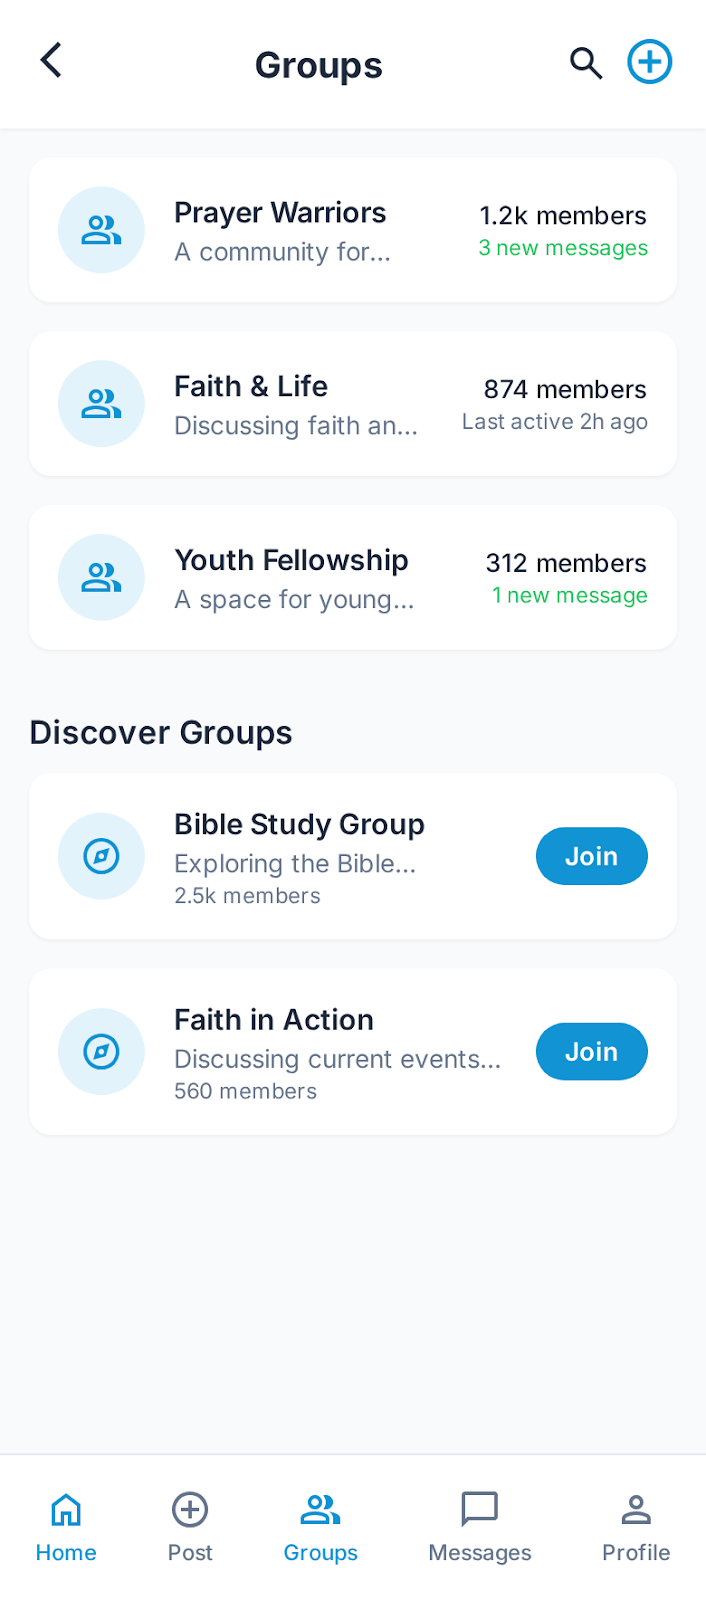 Groups
Prayer Warriors
A community for...
1.2k members
3 new messages
Faith & Life
Discussing faith an...
874 members
Last active 2h ago
Youth Fellowship
A space for young...
312 members
1 new message
Discover Groups
Bible Study Group
Exploring the Bible...
2.5k members
Join
Faith in Action
Discussing current events...
560 members
Join
Home
Post
Groups
Messages
Profile